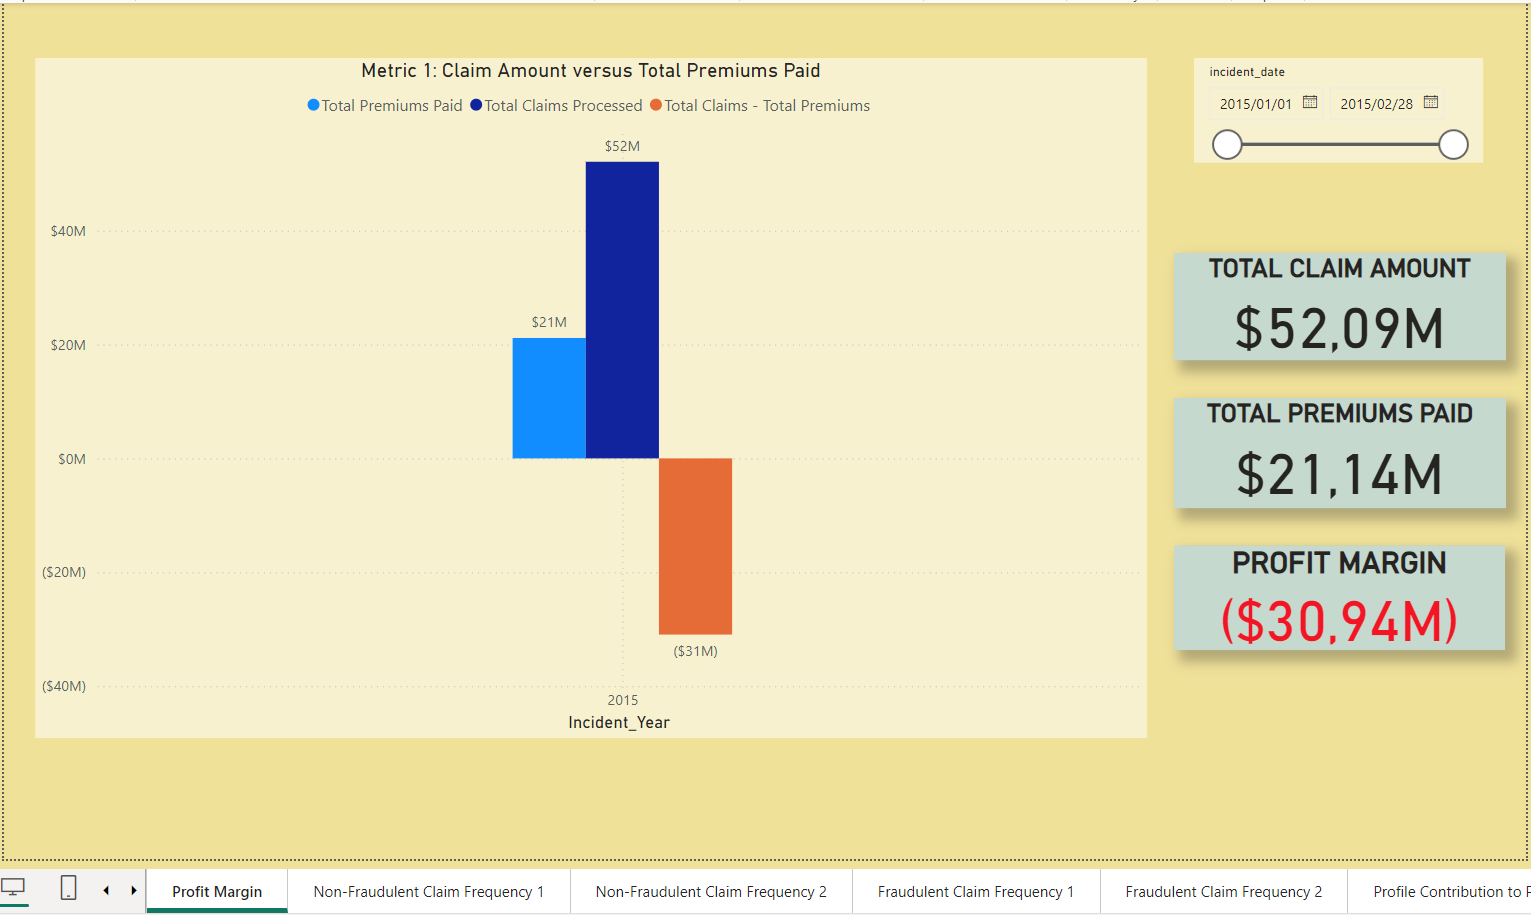 Metric 1: Claim Amount versus Total Premiums Paid
Total Premiums Paid Total Claims Processed Total Claims - Total Premiums
$52M
$40M
$21M
$20M
$0M
($20M)
($31M)
($40M)
2015
Incident_Year
incident_date
2015/01/01 2015/02/28
TOTAL CLAIM AMOUNT
$52,09M
TOTAL PREMIUMS PAID
$21,14M
PROFIT MARGIN
($30,94M)
Profit Margin Non-Fraudulent Claim Frequency 1 Non-Fraudulent Claim Frequency 2 Fraudulent Claim Frequency 1 Fraudulent Claim Frequency 2 Profile Contribution to